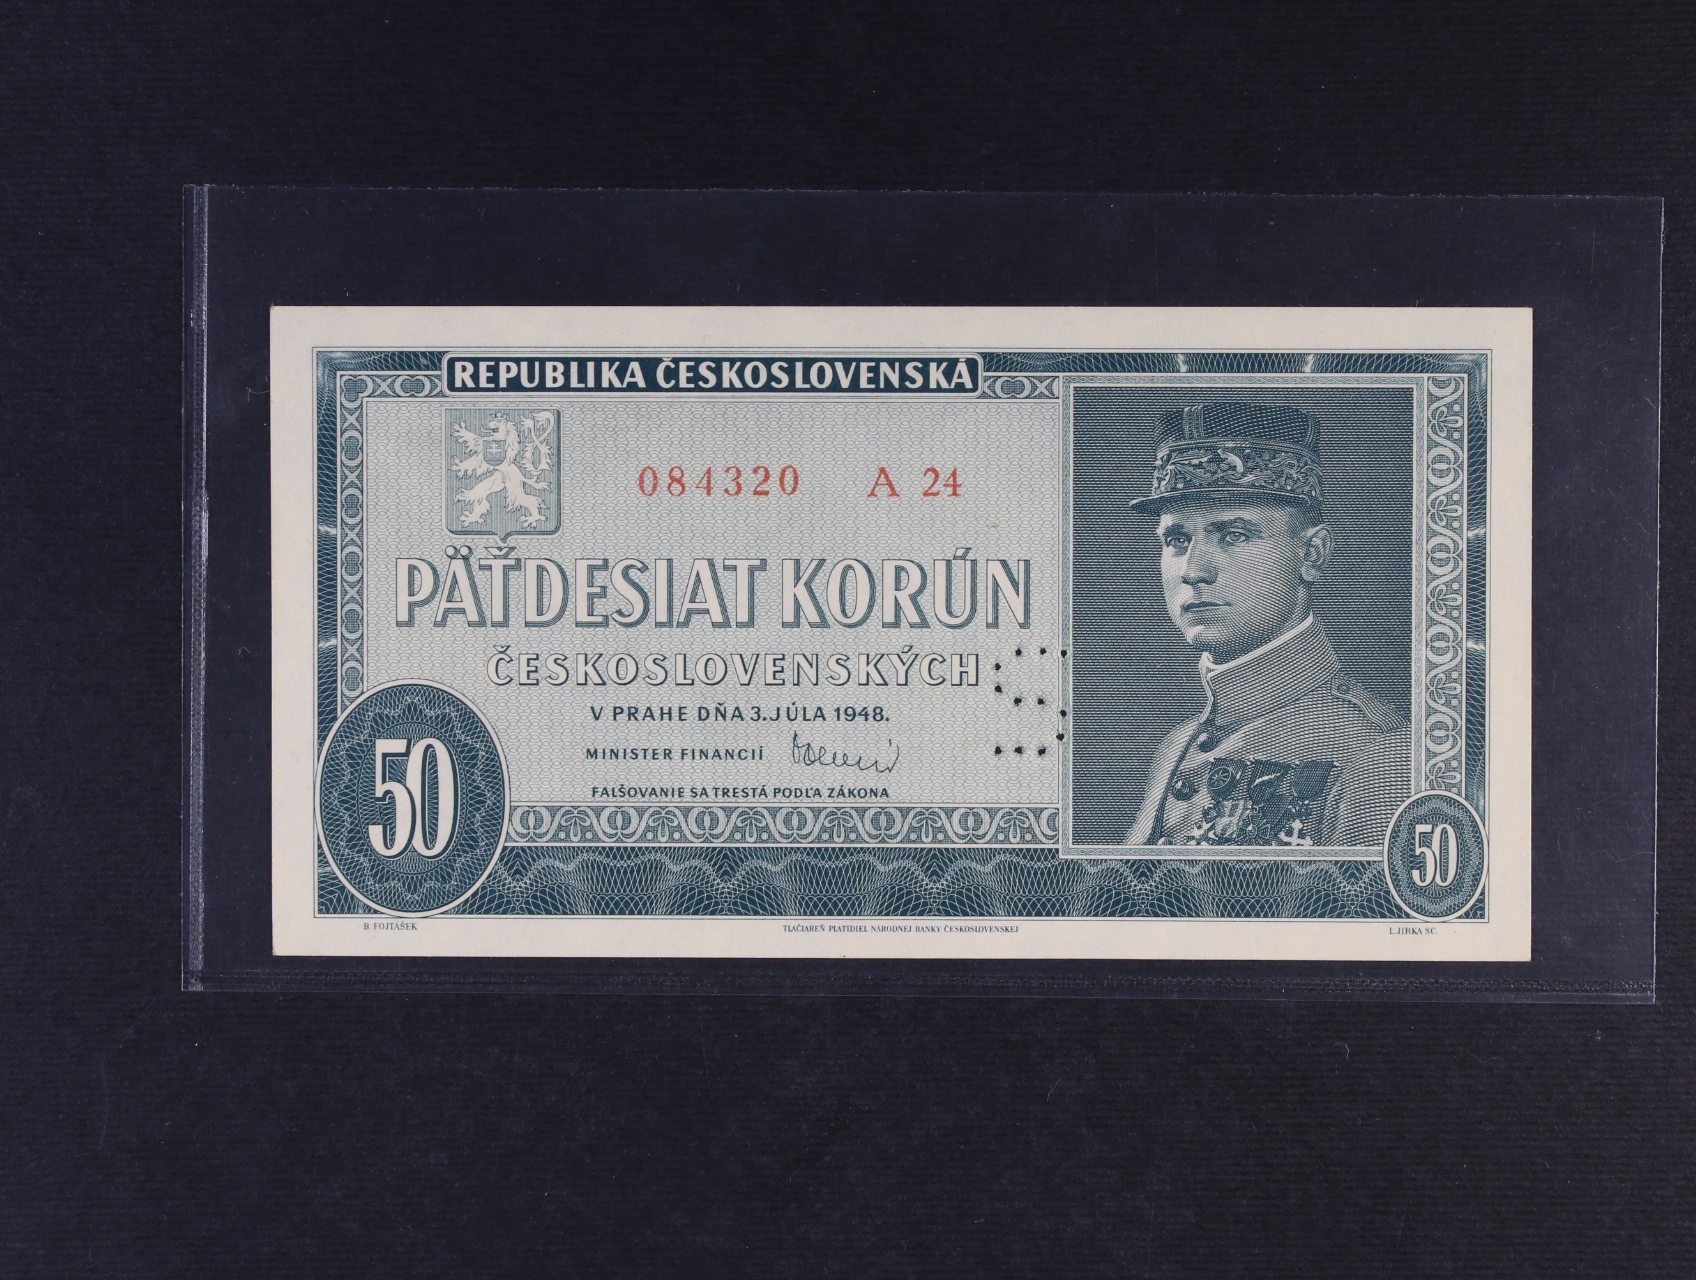 REPUBLIKA ČESKOSLOVENSKÁ
084320 A 24
PÄŤDESIAT KORÚN
ČESKOSLOVENSKÝCH
V PRAHE DŇA 3. JÚLA 1948.
MINISTER FINANCIÍ
FALŠOVANIE SA TRESTÁ PODĽA ZÁKONA
50
50
B. FOJTÁŠEK
TLAČIAREŇ PLATIDIEL NÁRODNEJ BANKY ČESKOSLOVENSKEJ
L. JIRKA SC.